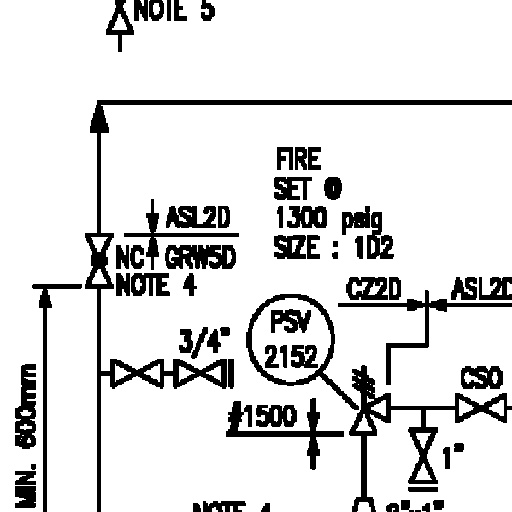 NOTE 5
FIRE
SET @
1300 psig
SIZE : 1D2
ASL2D
NC GRW5D
NOTE 4
CZ2D
ASL2D
PSV
2152
3/4"
CSO
#1500
1"
MIN. 600mm
NOTE 4